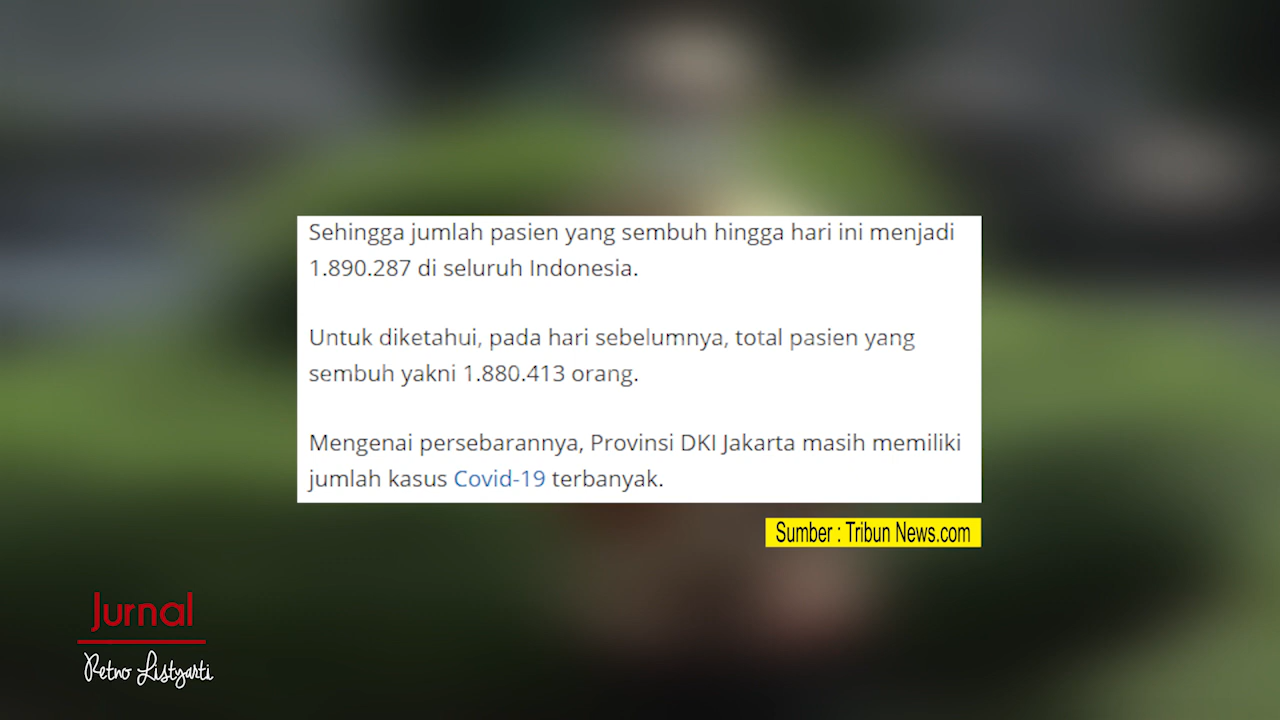 Sehingga jumlah pasien yang sembuh hingga hari ini menjadi
1.890.287 di seluruh Indonesia.
Untuk diketahui, pada hari sebelumnya, total pasien yang
sembuh yakni 1.880.413 orang.
Mengenai persebarannya, Provinsi DKI Jakarta masih memiliki
jumlah kasus Covid-19 terbanyak.
Sumber : Tribun News.com
Jurnal
Retno Listyarti